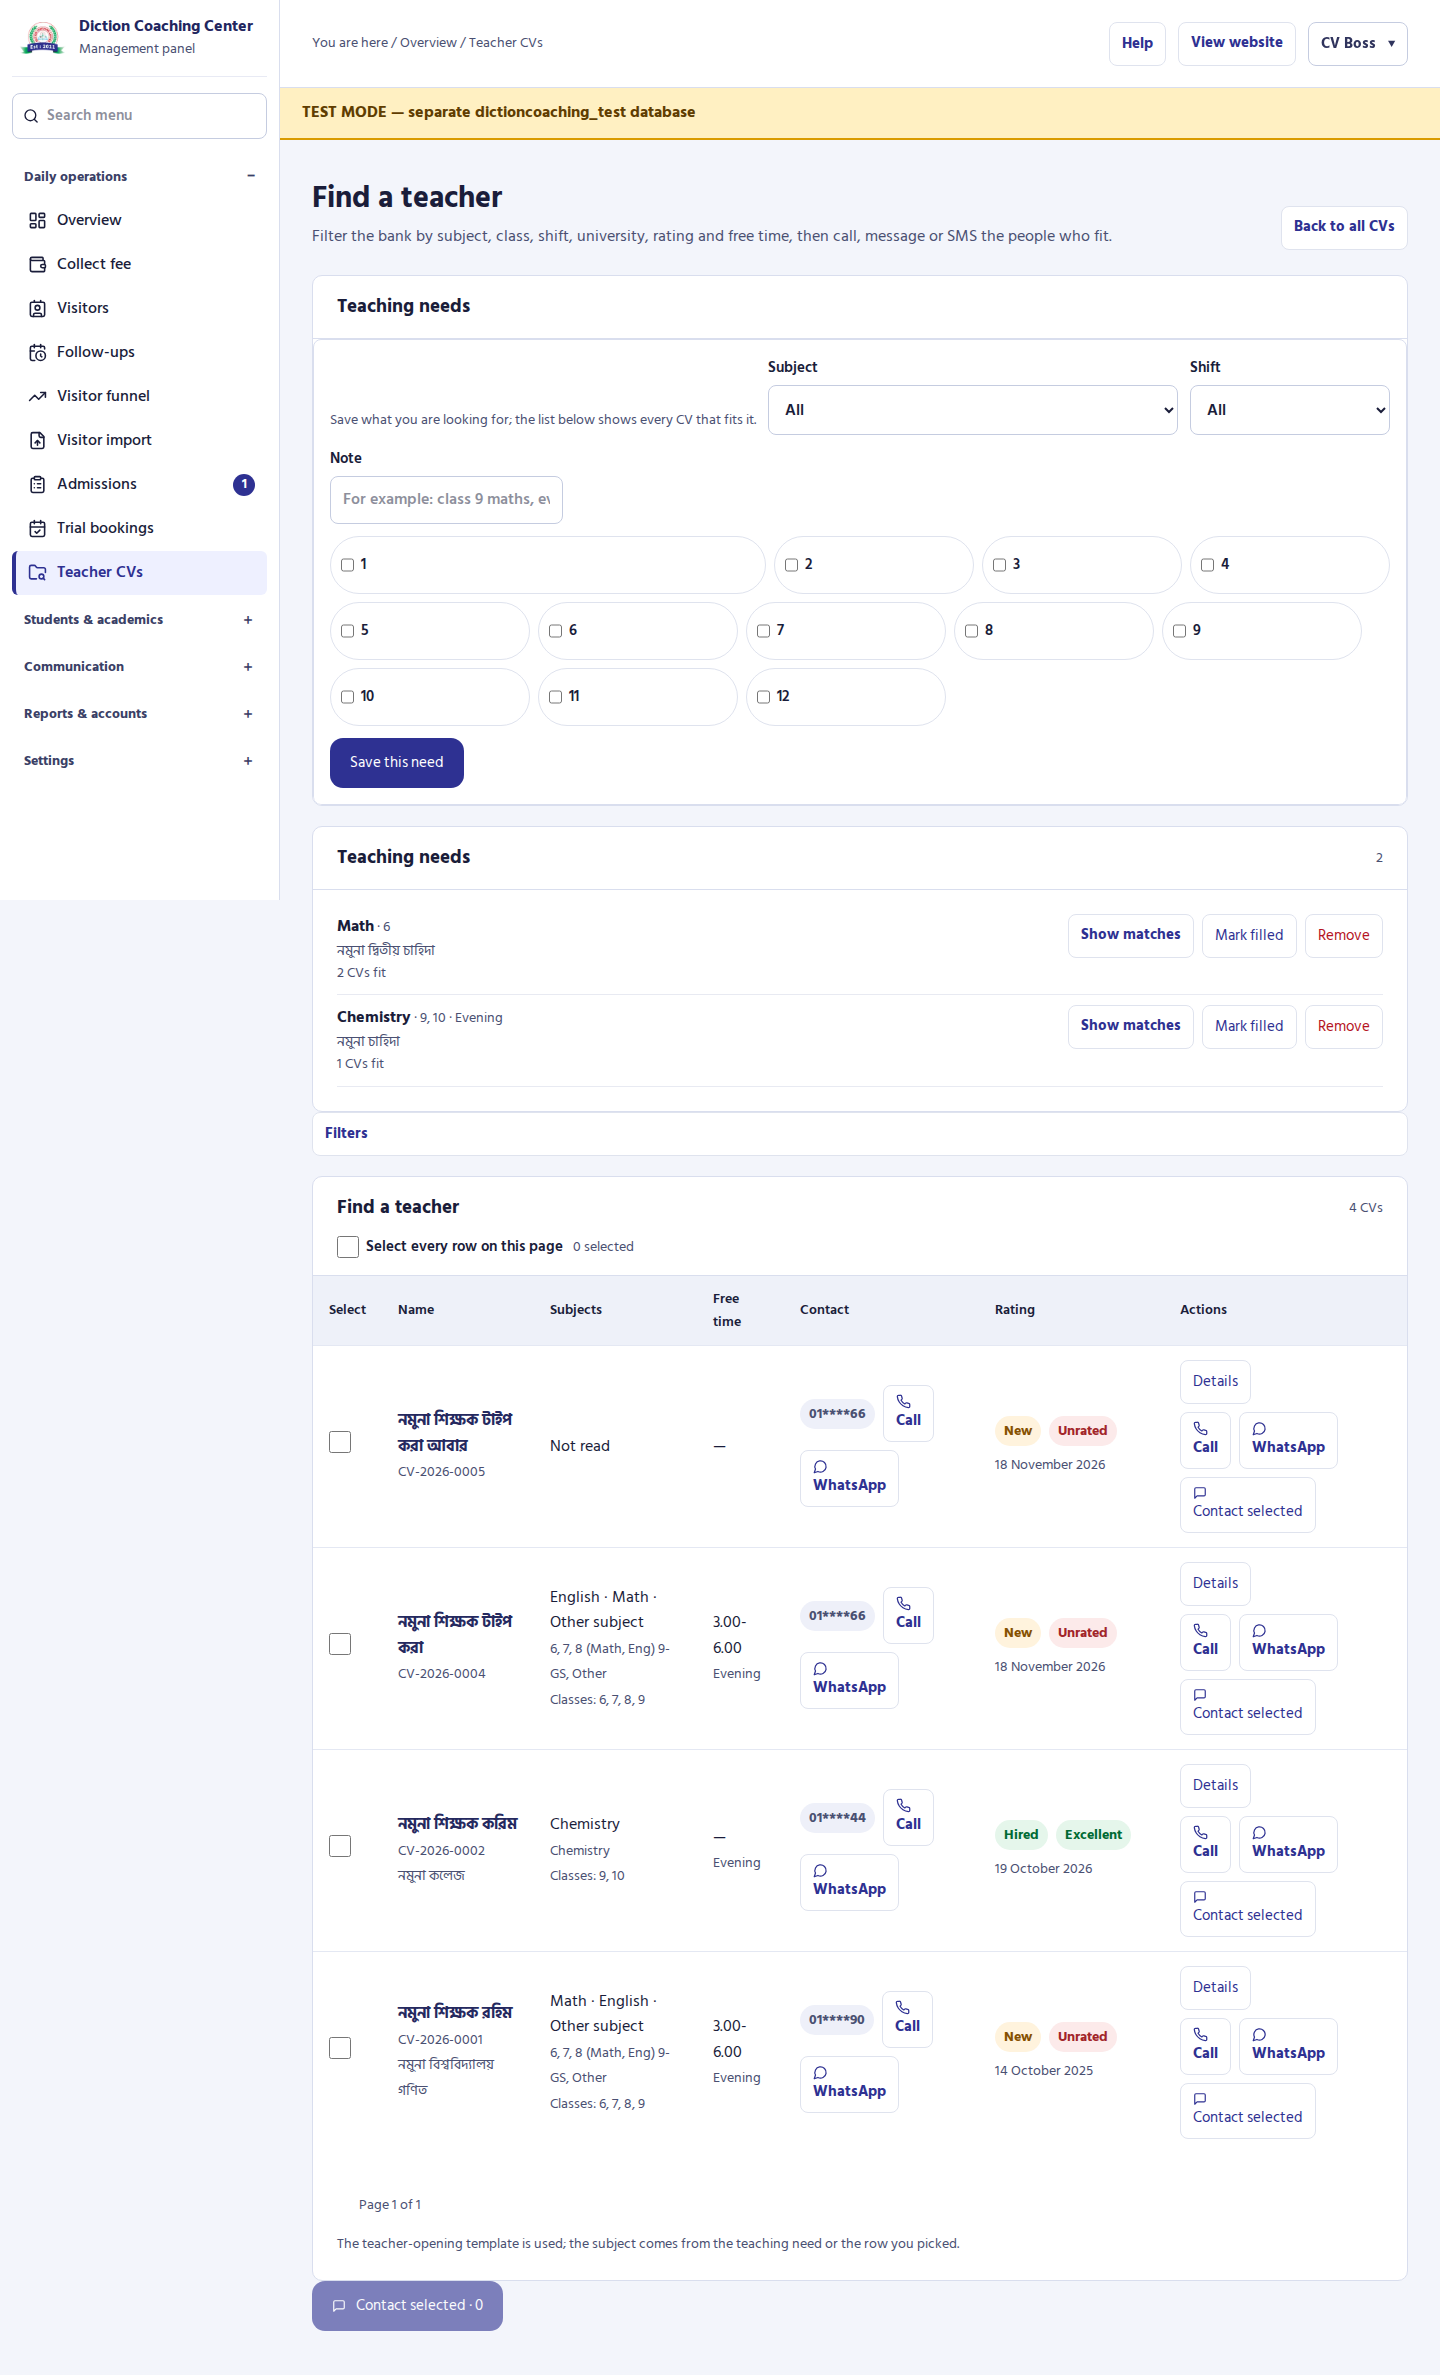 Diction Coaching Center
Management panel
Search menu
Daily operations −
Overview
Collect fee
Visitors
Follow-ups
Visitor funnel
Visitor import
Admissions 1
Trial bookings
Teacher CVs
Students & academics +
Communication +
Reports & accounts +
Settings +
You are here / Overview / Teacher CVs
Help
View website
CV Boss
TEST MODE — separate dictioncoaching_test database
Find a teacher
Filter the bank by subject, class, shift, university, rating and free time, then call, message or SMS the people who fit.
Back to all CVs
Teaching needs
Save what you are looking for; the list below shows every CV that fits it.
Subject
All
Shift
All
Note
For example: class 9 maths, ev
1 2 3 4
5 6 7 8 9
10 11 12
Save this need
Teaching needs 2
Math · 6
নমুনা দ্বিতীয় চাহিদা
2 CVs fit
Show matches Mark filled Remove
Chemistry · 9, 10 · Evening
নমুনা চাহিদা
1 CVs fit
Show matches Mark filled Remove
Filters
Find a teacher 4 CVs
Select every row on this page 0 selected
Select Name Subjects Free time Contact Rating Actions
নমুনা শিক্ষক টাইপ
করা আবার
CV-2026-0005
Not read
—
01****66 Call
WhatsApp
New Unrated
18 November 2026
Details
Call WhatsApp
Contact selected
নমুনা শিক্ষক টাইপ
করা
CV-2026-0004
English · Math ·
Other subject
6, 7, 8 (Math, Eng) 9-
GS, Other
Classes: 6, 7, 8, 9
3.00-
6.00
Evening
01****66 Call
WhatsApp
New Unrated
18 November 2026
Details
Call WhatsApp
Contact selected
নমুনা শিক্ষক করিম
CV-2026-0002
নমুনা কলেজ
Chemistry
Chemistry
Classes: 9, 10
—
Evening
01****44 Call
WhatsApp
Hired Excellent
19 October 2026
Details
Call WhatsApp
Contact selected
নমুনা শিক্ষক রহিম
CV-2026-0001
নমুনা বিশ্ববিদ্যালয়
গণিত
Math · English ·
Other subject
6, 7, 8 (Math, Eng) 9-
GS, Other
Classes: 6, 7, 8, 9
3.00-
6.00
Evening
01****90 Call
WhatsApp
New Unrated
14 October 2025
Details
Call WhatsApp
Contact selected
Page 1 of 1
The teacher-opening template is used; the subject comes from the teaching need or the row you picked.
Contact selected · 0